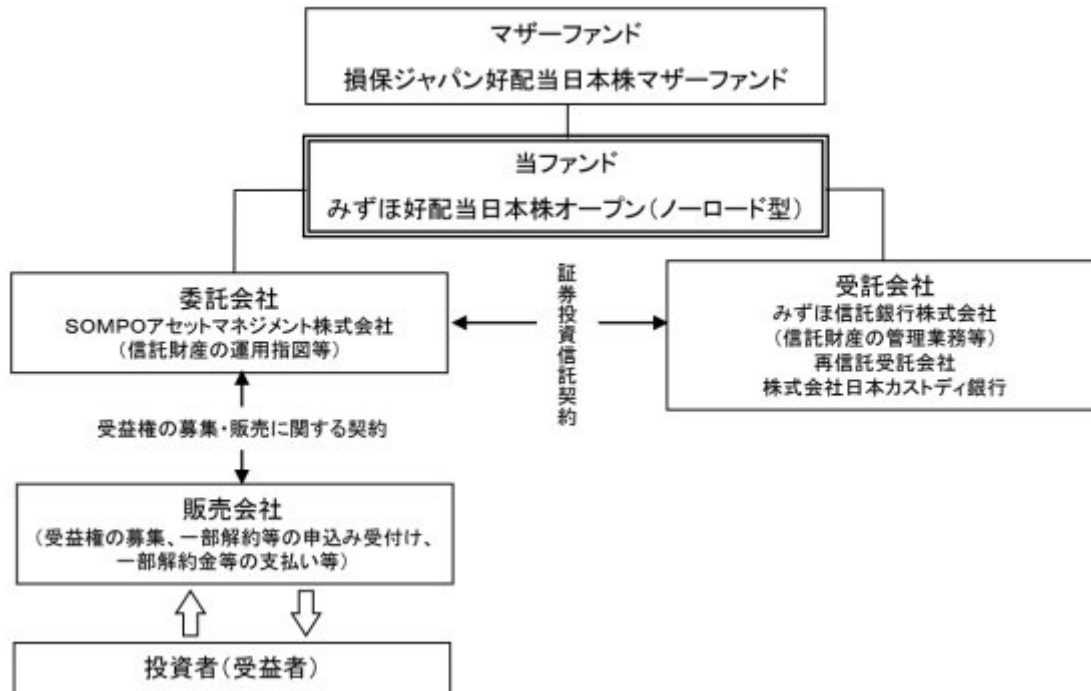 マザーファンド
損保ジャパン好配当日本株マザーファンド
当ファンド
みずほ好配当日本株オープン(ノーロード型)
委託会社
SOMPOアセットマネジメント株式会社
(信託財産の運用指図等)
証券投資信託契約
受託会社
みずほ信託銀行株式会社
(信託財産の管理業務等)
再信託受託会社
株式会社日本カストディ銀行
受益権の募集・販売に関する契約
販売会社
(受益権の募集、一部解約等の申込み受付け、
一部解約金等の支払い等)
投資者(受益者)